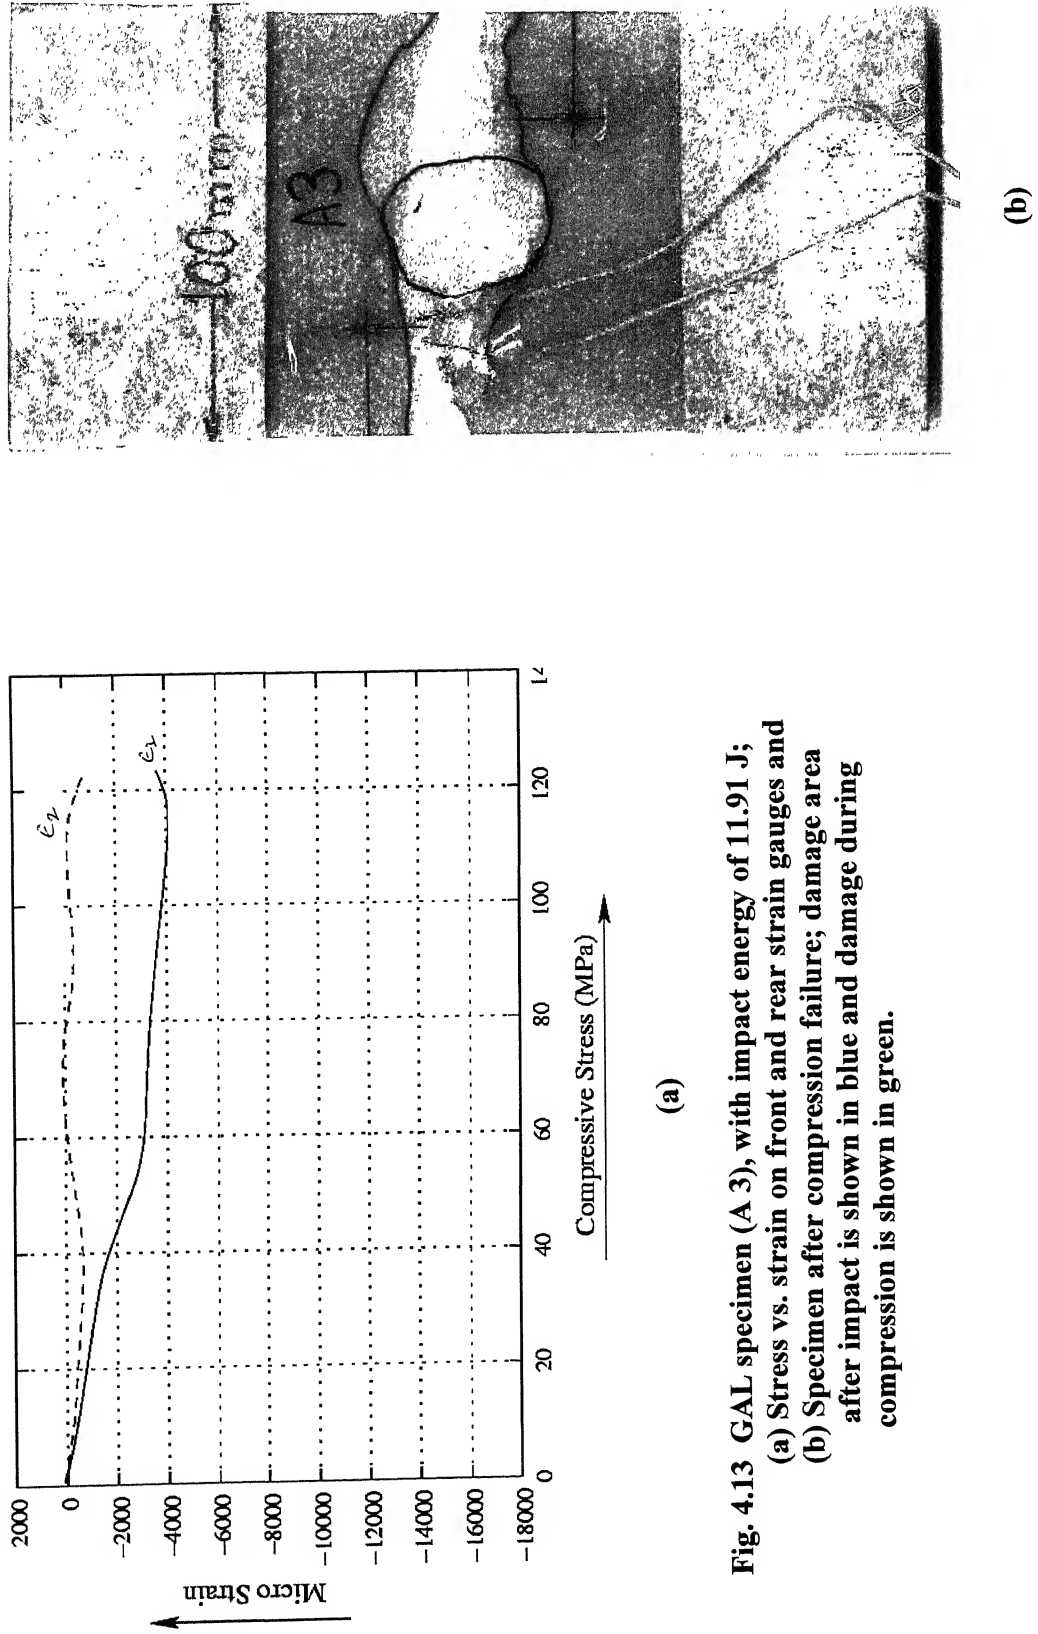 2000
0
−2000
−4000
−6000
−8000
−10000
−12000
−14000
−16000
−18000
Micro Strain
0
20
40
60
80
100
120
Compressive Stress (MPa)
(a)
100mm
A3
(b)
Fig. 4.13 GAL specimen (A 3), with impact energy of 11.91 J;
(a) Stress vs. strain on front and rear strain gauges and
(b) Specimen after compression failure; damage area
after impact is shown in blue and damage during
compression is shown in green.